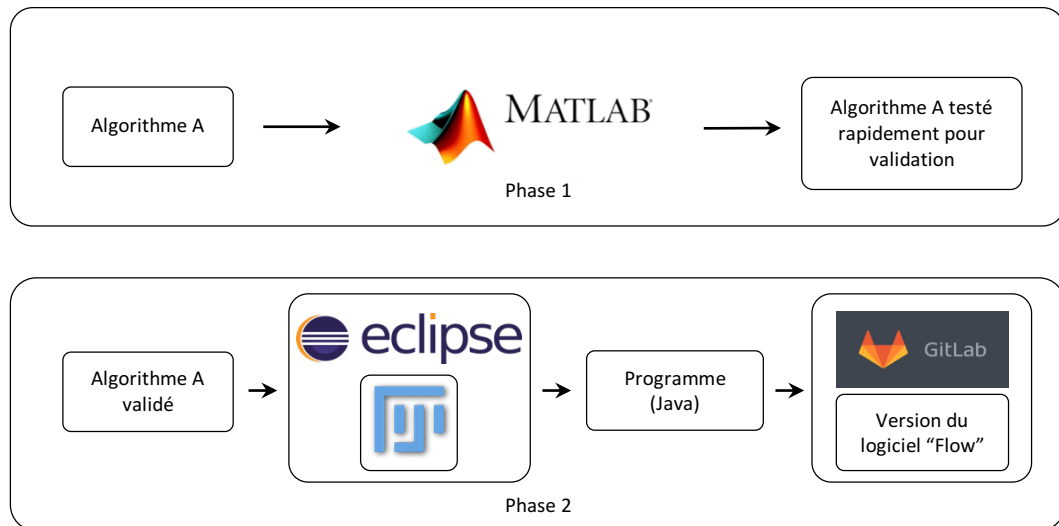 Algorithme A
MATLAB®
Algorithme A testé
rapidement pour
validation
Phase 1
Algorithme A
validé
eclipse
Programme
(Java)
GitLab
Version du
logiciel “Flow”
Phase 2